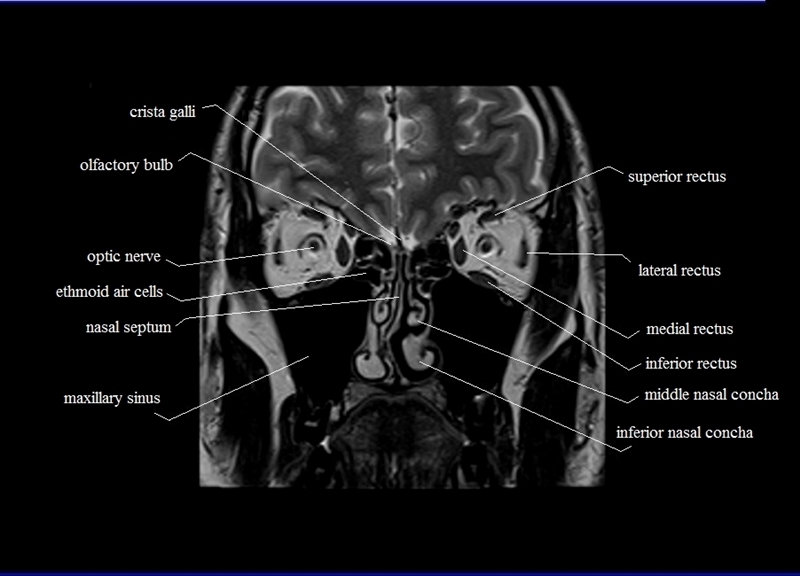 crista galli
olfactory bulb
optic nerve
ethmoid air cells
nasal septum
maxillary sinus
superior rectus
lateral rectus
medial rectus
inferior rectus
middle nasal concha
inferior nasal concha